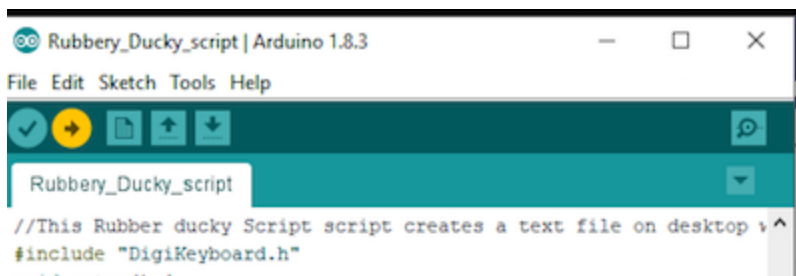 Rubbery_Ducky_script | Arduino 1.8.3
File Edit Sketch Tools Help
Rubbery_Ducky_script
//This Rubber ducky Script script creates a text file on desktop
#include "DigiKeyboard.h"